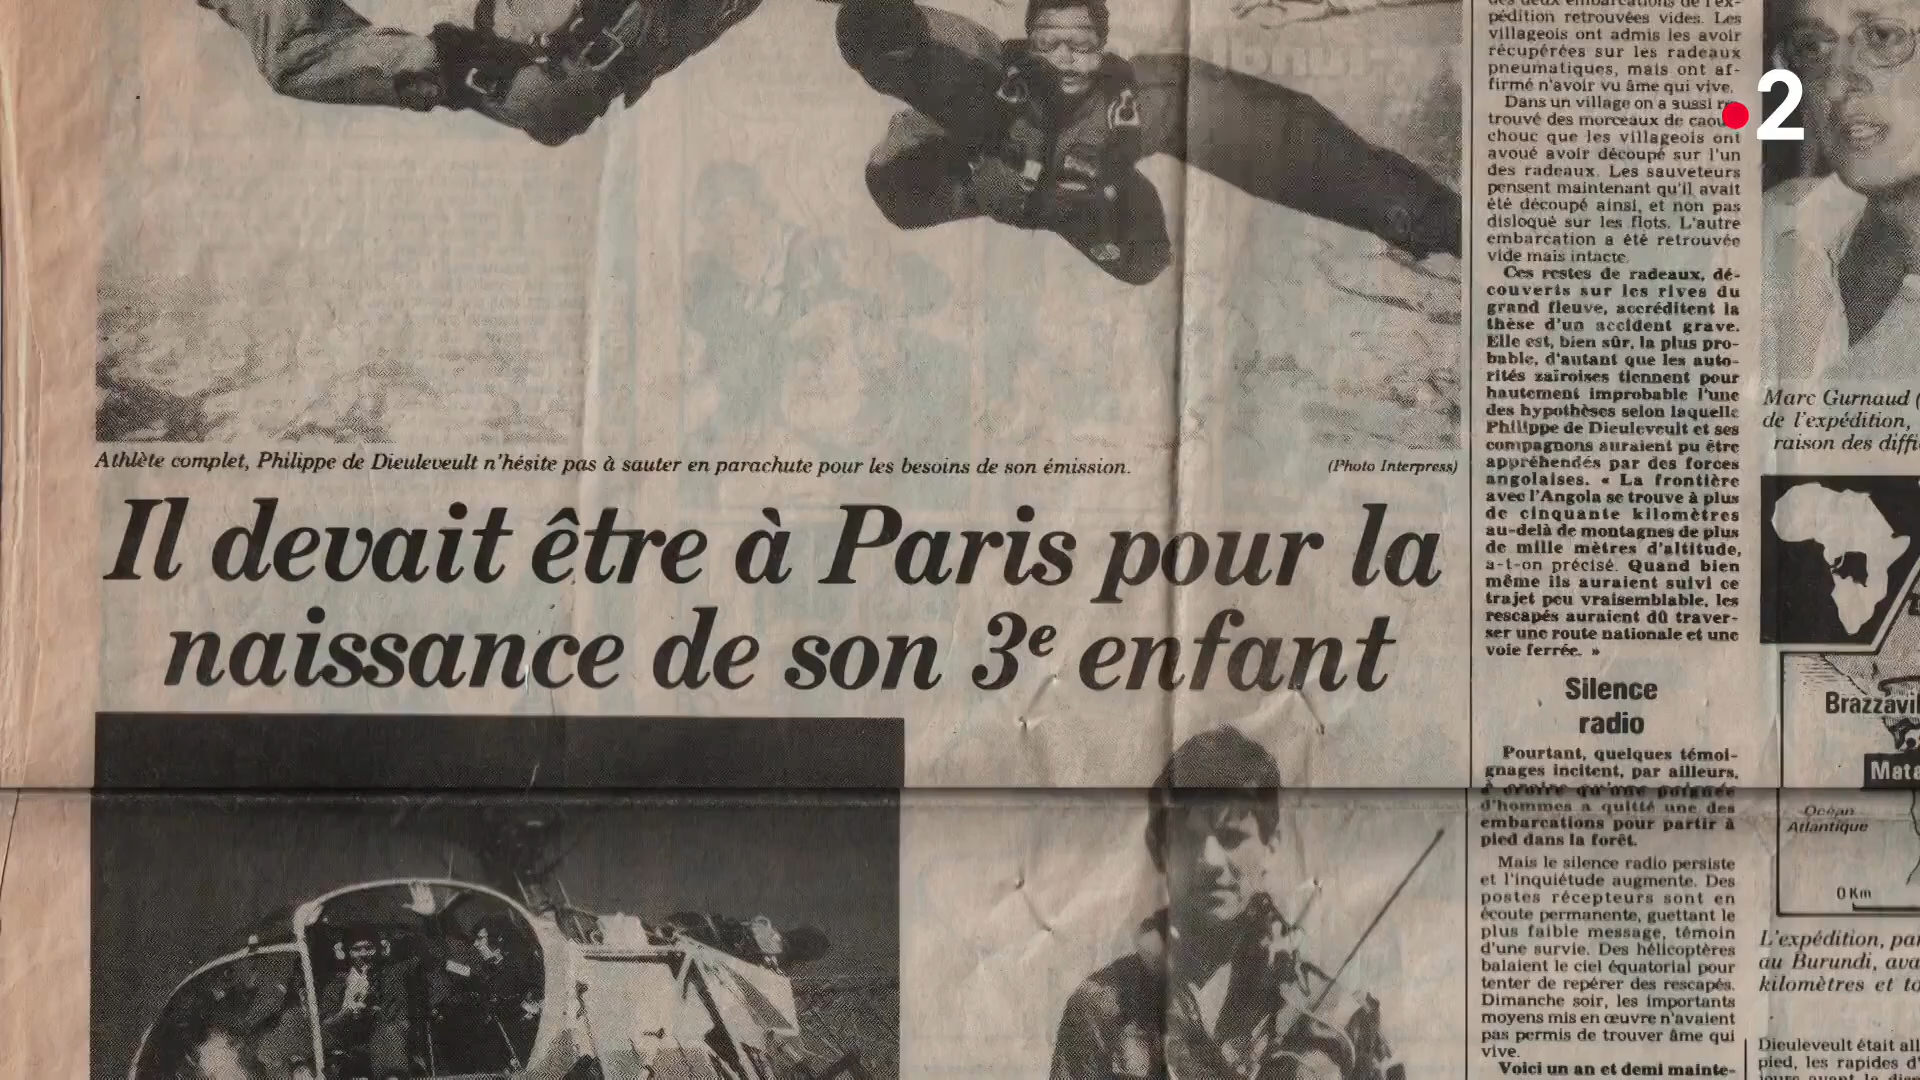 Athlète complet, Philippe de Dieuleveult n'hésite pas à sauter en parachute pour les besoins de son émission.
(Photo Interpress)
Il devait être à Paris pour la
naissance de son 3e enfant
des deux embarcations de l'ex-
pédition retrouvées vides. Les
villageois ont admis les avoir
récupérées sur les radeaux
pneumatiques, mais ont af-
firmé n'avoir vu âme qui vive.
Dans un village on a aussi
trouvé des morceaux de
chouc que les villageois ont
avoué avoir découpé sur l'un
des radeaux. Les sauveteurs
pensent maintenant qu'il avait
été découpé ainsi, et non pas
disloqué sur les flots. L'autre
embarcation a été retrouvée
vide mais intacte.
Ces restes de radeaux, dé-
couverts sur les rives du
grand fleuve, accréditent la
thèse d'un accident grave.
Elle est, bien sûr, la plus pro-
bable, d'autant que les auto-
rités zaïroises tiennent pour
hautement improbable l'une
des hypothèses selon laquelle
Philippe de Dieuleveult et ses
compagnons auraient pu être
appréhendés par des forces
angolaises. « La frontière
avec l'Angola se trouve à plus
de cinquante kilomètres
au-delà de montagnes de plus
de mille mètres d'altitude,
a-t-on précisé. Quand bien
même ils auraient suivi ce
trajet peu vraisemblable, les
rescapés auraient dû traver-
ser une route nationale et une
voie ferrée. »
Silence
radio
Pourtant, quelques témoi-
gnages incitent, par ailleurs,
à croire qu'une poignée
d'hommes a quitté une des
embarcations pour partir à
pied dans la forêt.
Mais le silence radio persiste
et l'inquiétude augmente. Des
postes récepteurs sont en
écoute permanente, guettant le
plus faible message, témoin
d'une survie. Des hélicoptères
balaient le ciel équatorial pour
tenter de repérer des rescapés.
Dimanche soir, les importants
moyens mis en œuvre n'avaient
pas permis de trouver âme qui
vive.
Voici un an et demi mainte-
2
Marc Gurnaud (
de l'expédition,
raison des diffi
Brazzavil
Mata
Océan
Atlantique
0 Km
L'expédition, par
au Burundi, ava
kilomètres et to
Dieuleveult était all
pied, les rapides d'